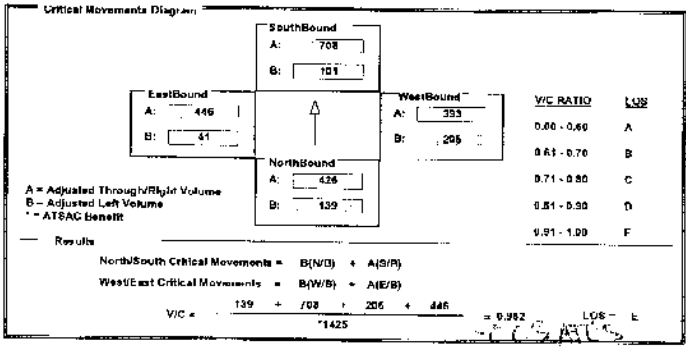 Critical Movements Diagram
SouthBound
A: 708
B: 101
EastBound
A: 446
B: 41
WestBound
A: 393
B:
NorthBound
A: 426
B: 139
V/C RATIO LOS
0.00 - 0.60 A
0.61 - 0.70 B
0.71 - 0.80 C
0.81 - 0.90 D
0.91 - 1.00 E
A = Adjusted Through/Right Volume
B = Adjusted Left Volume
* = ATSAC Benefit
Results
North/South Critical Movements = B(N/B) + A(S/B)
West/East Critical Movements = B(W/B) + A(E/B)
V/C = 139 + 708 + + 446
*1425
= 0.982 LOS = E